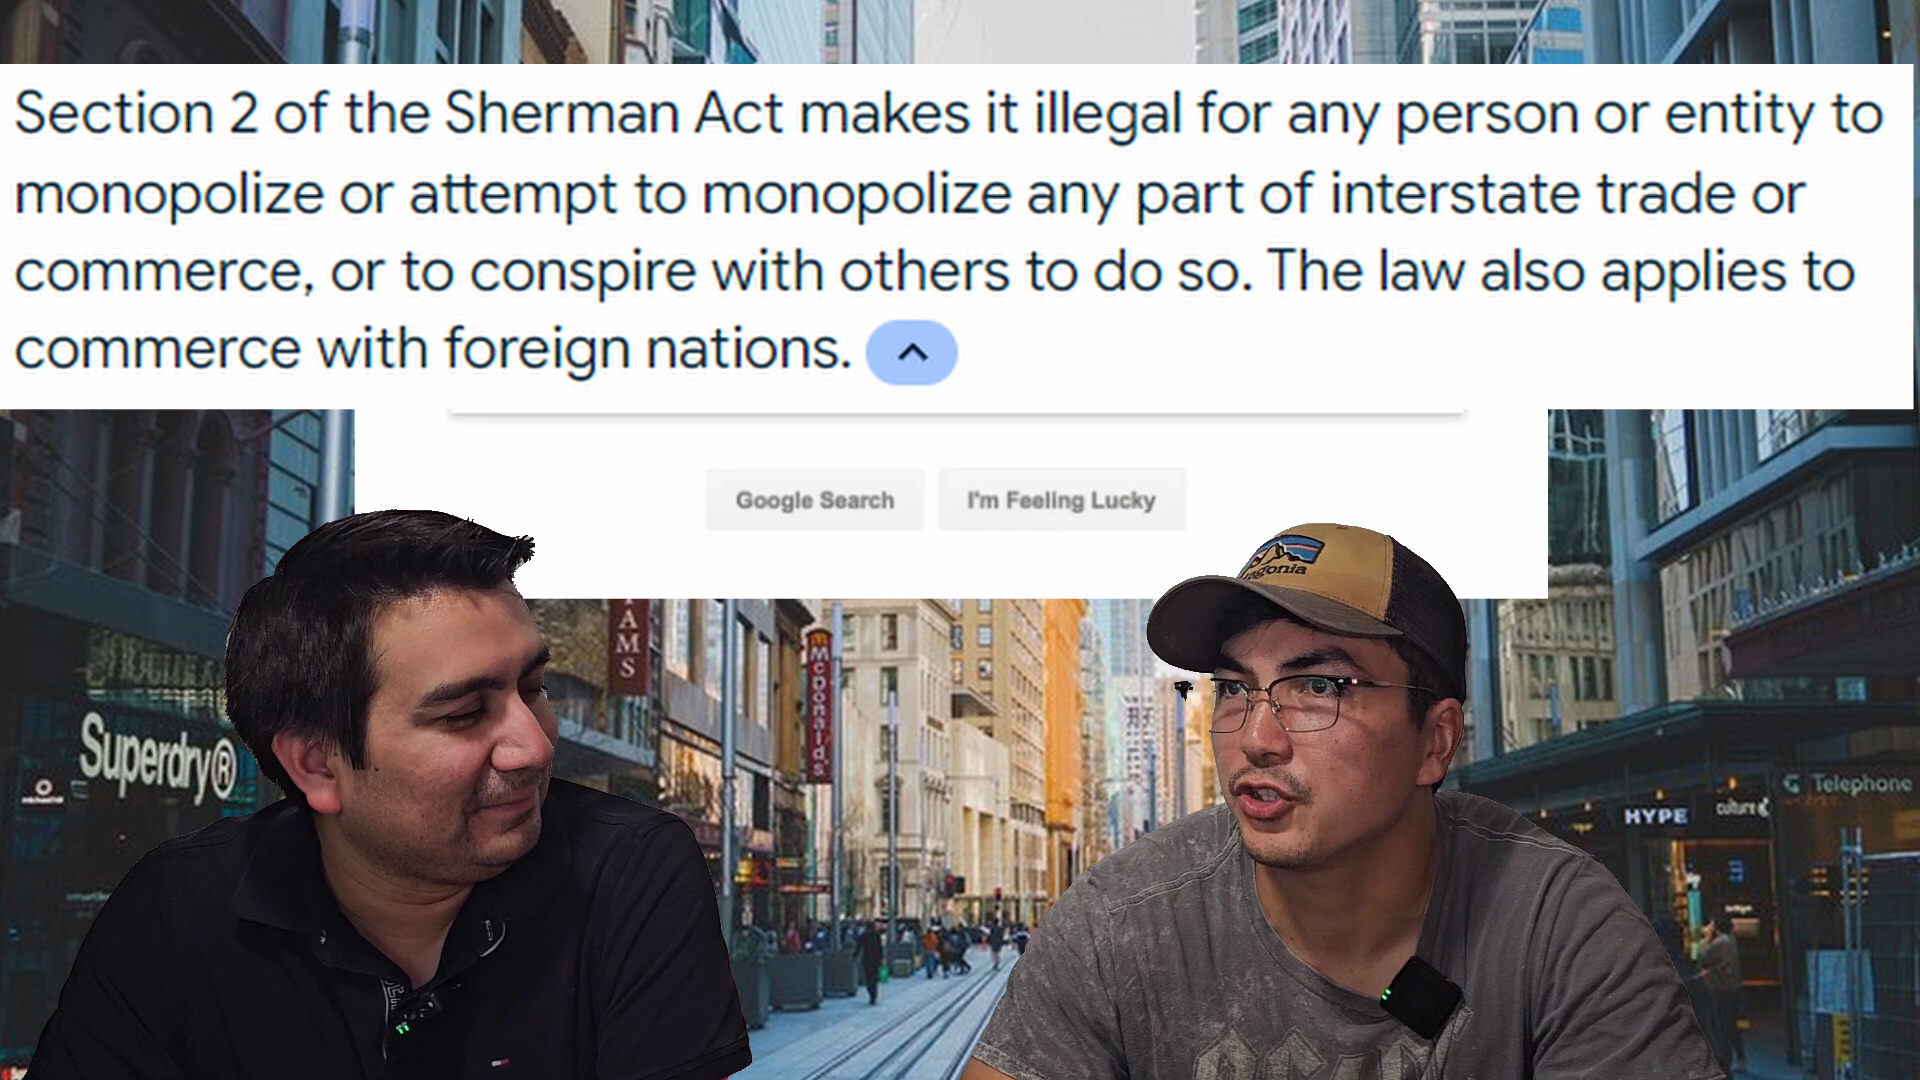 Section 2 of the Sherman Act makes it illegal for any person or entity to
monopolize or attempt to monopolize any part of interstate trade or
commerce, or to conspire with others to do so. The law also applies to
commerce with foreign nations.
Google Search
I'm Feeling Lucky
AMS
McDonald's
Superdry®
HYPE
culture
Telephone